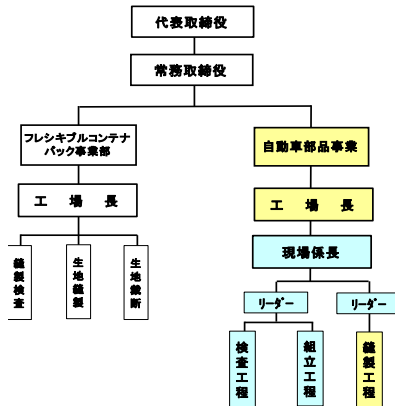 代表取締役
常務取締役
フレシキブルコンテナ
バック事業部
自動車部品事業
工場長
工場長
現場係長
縫製検査
生地縫製
生地裁断
リーダー
リーダー
検査工程
組立工程
縫製工程